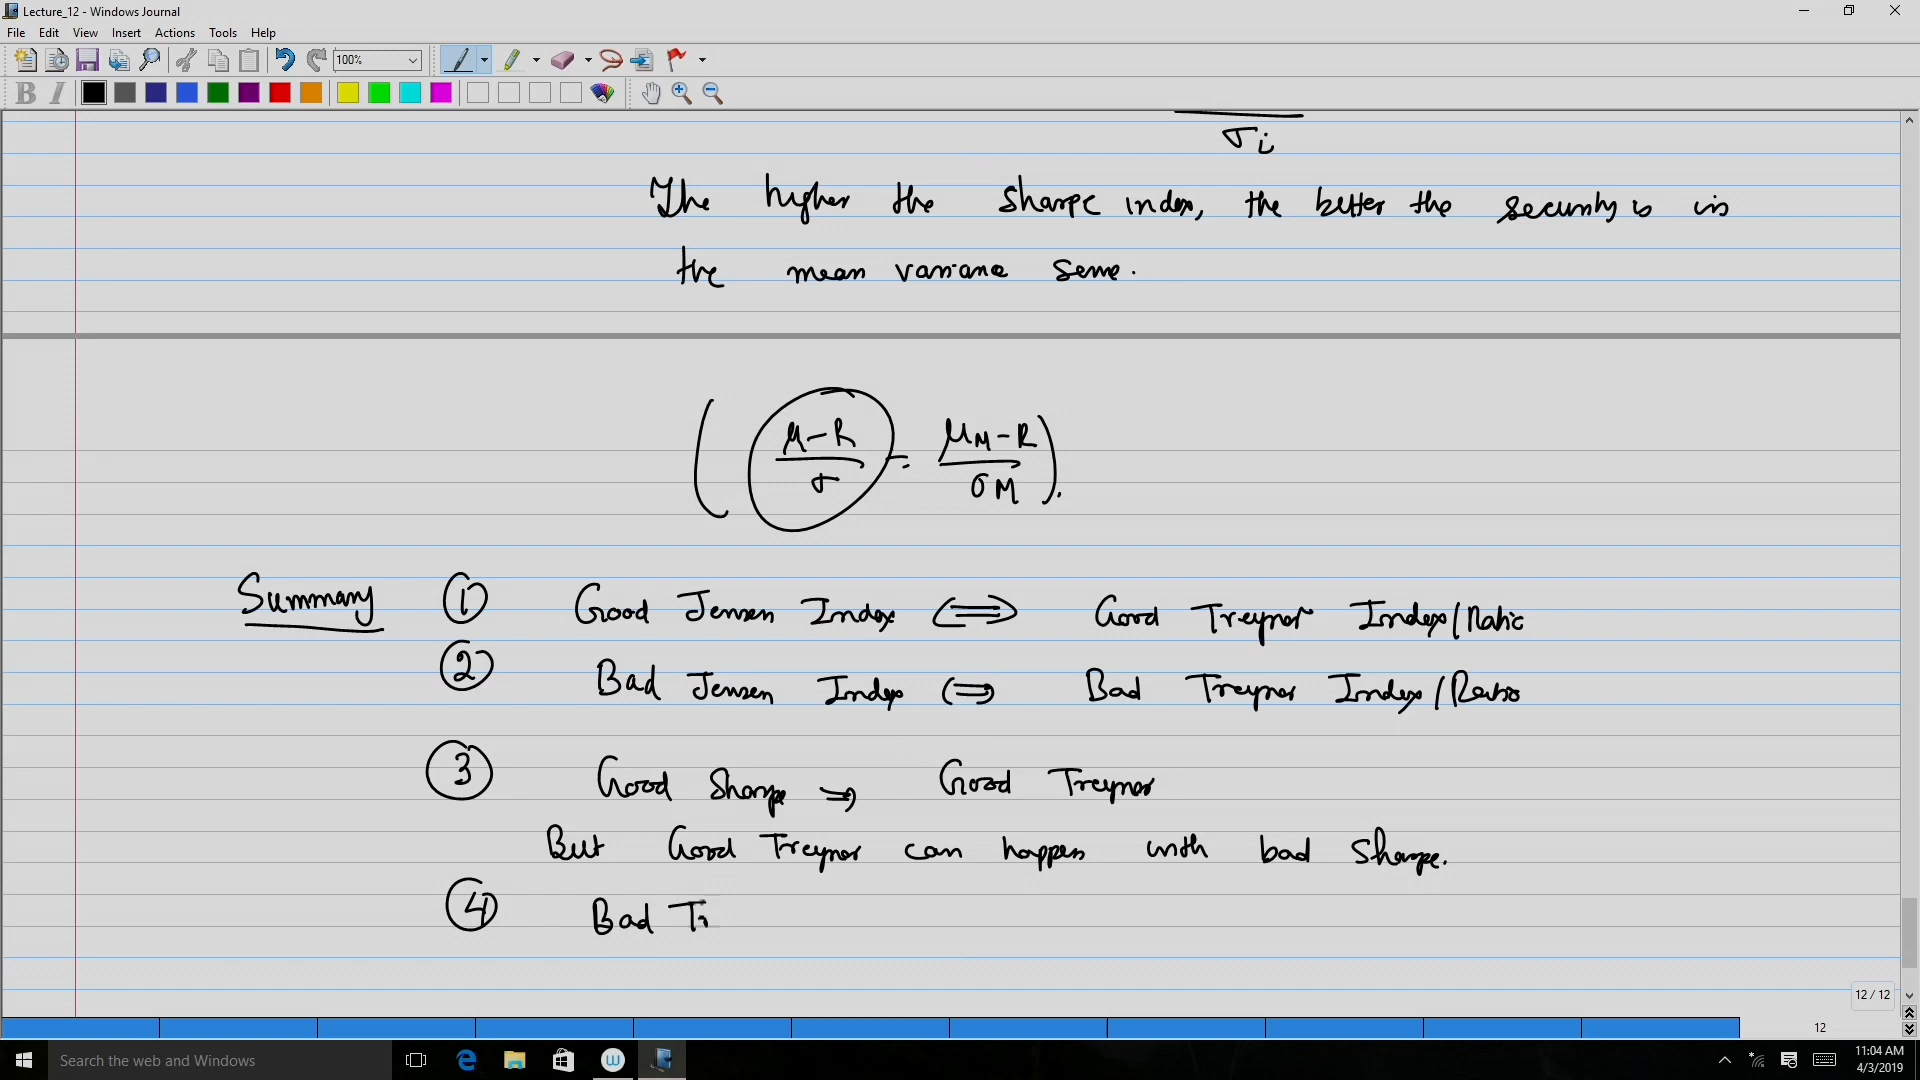 Lecture_12 - Windows Journal
File Edit View Insert Actions Tools Help
100%
B I
σi
The higher the sharpe index, the better the security is in
the mean variance sense.
( μ-R / σ = μM-R / σM ).
Summary ① Good Jensen Index ⇔ Good Treynor Index/Ratio
② Bad Jensen Index ⇔ Bad Treynor Index/Ratio
③ Good Sharpe ⇒ Good Treynor
But Good Treynor can happen with bad Sharpe.
④ Bad Tr
12 / 12
12
Search the web and Windows
11:04 AM
4/3/2019